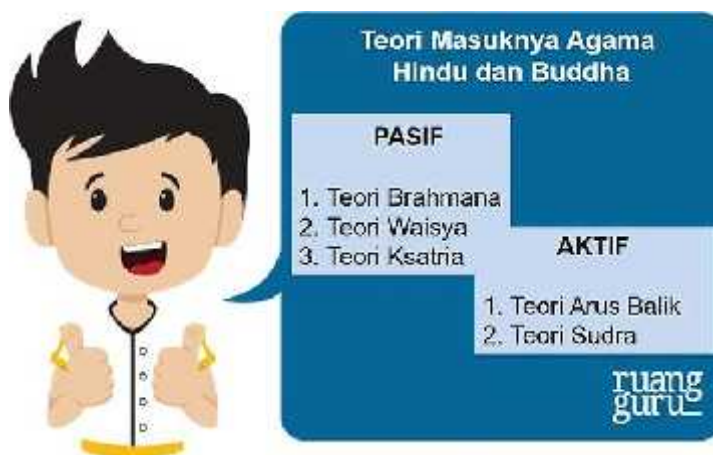 Teori Masuknya Agama
Hindu dan Buddha
PASIF
1. Teori Brahmana
2. Teori Waisya
3. Teori Ksatria
AKTIF
1. Teori Arus Balik
2. Teori Sudra
ruang
guru